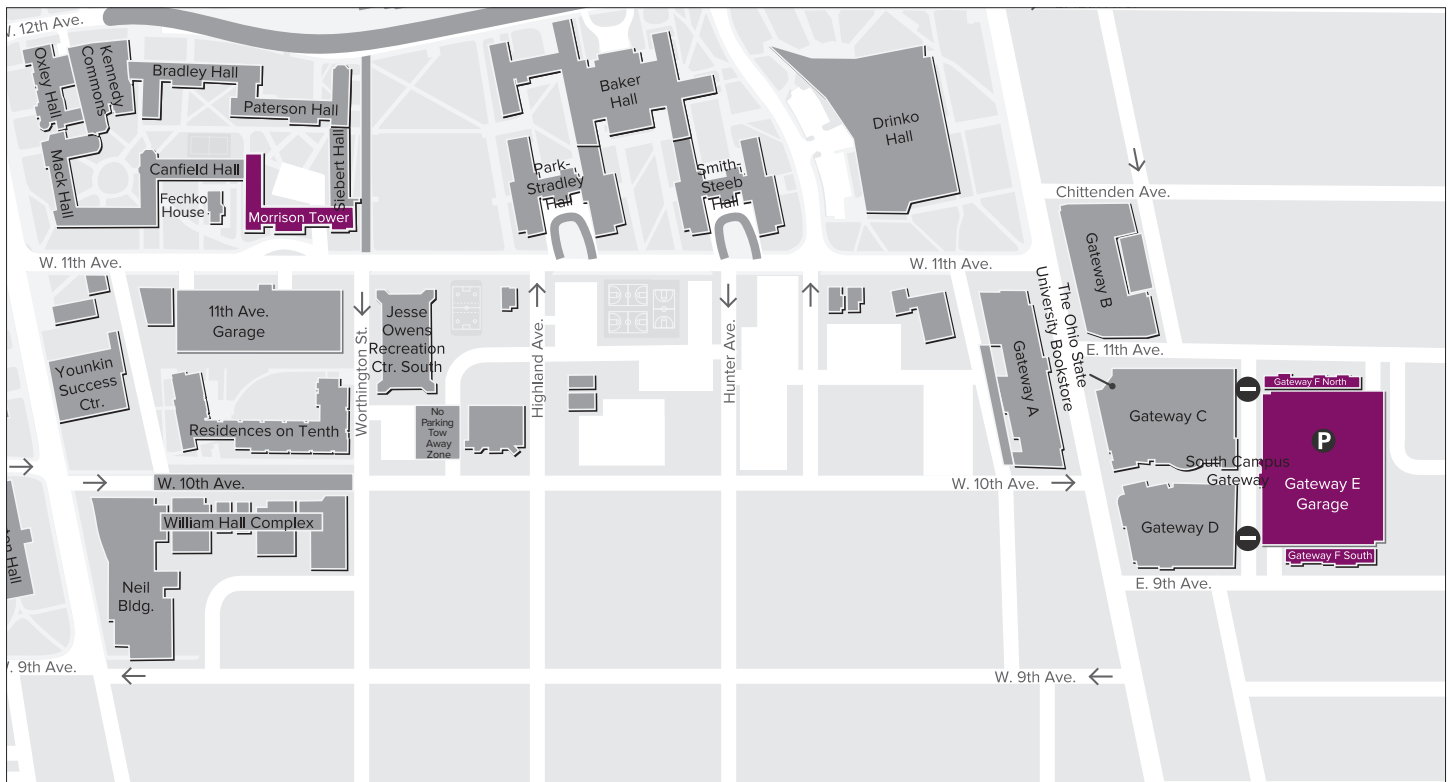 W. 12th Ave.
Oxley Hall
Kennedy
Commons
Bradley Hall
Paterson Hall
Siebert Hall
Mack Hall
Canfield Hall
Fechko
House
Morrison Tower
Baker
Hall
Park-
Stradley
Hall
Smith-
Steeb
Hall
Drinko
Hall
Chittenden Ave.
Gateway B
W. 11th Ave.
W. 11th Ave.
11th Ave.
Garage
Worthington St.
Jesse
Owens
Recreation
Ctr. South
Highland Ave.
Hunter Ave.
Gateway A
The Ohio State
University Bookstore
E. 11th Ave.
Younkin
Success
Ctr.
Residences on Tenth
No
Parking
Tow
Away
Zone
Gateway C
Gateway F North
P
Gateway E
Garage
South Campus
Gateway
W. 10th Ave.
W. 10th Ave.
William Hall Complex
Gateway D
Gateway F South
Neil
Bldg.
E. 9th Ave.
W. 9th Ave.
Hall
. 9th Ave.